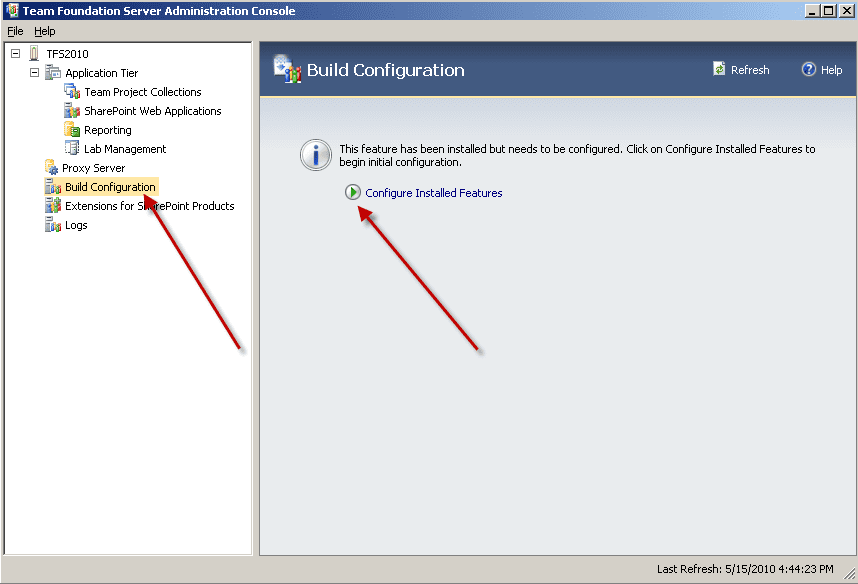 Team Foundation Server Administration Console
File Help
TFS2010
Application Tier
Team Project Collections
SharePoint Web Applications
Reporting
Lab Management
Proxy Server
Build Configuration
Extensions for SharePoint Products
Logs
Build Configuration
Refresh
Help
This feature has been installed but needs to be configured. Click on Configure Installed Features to
begin initial configuration.
Configure Installed Features
Last Refresh: 5/15/2010 4:44:23 PM